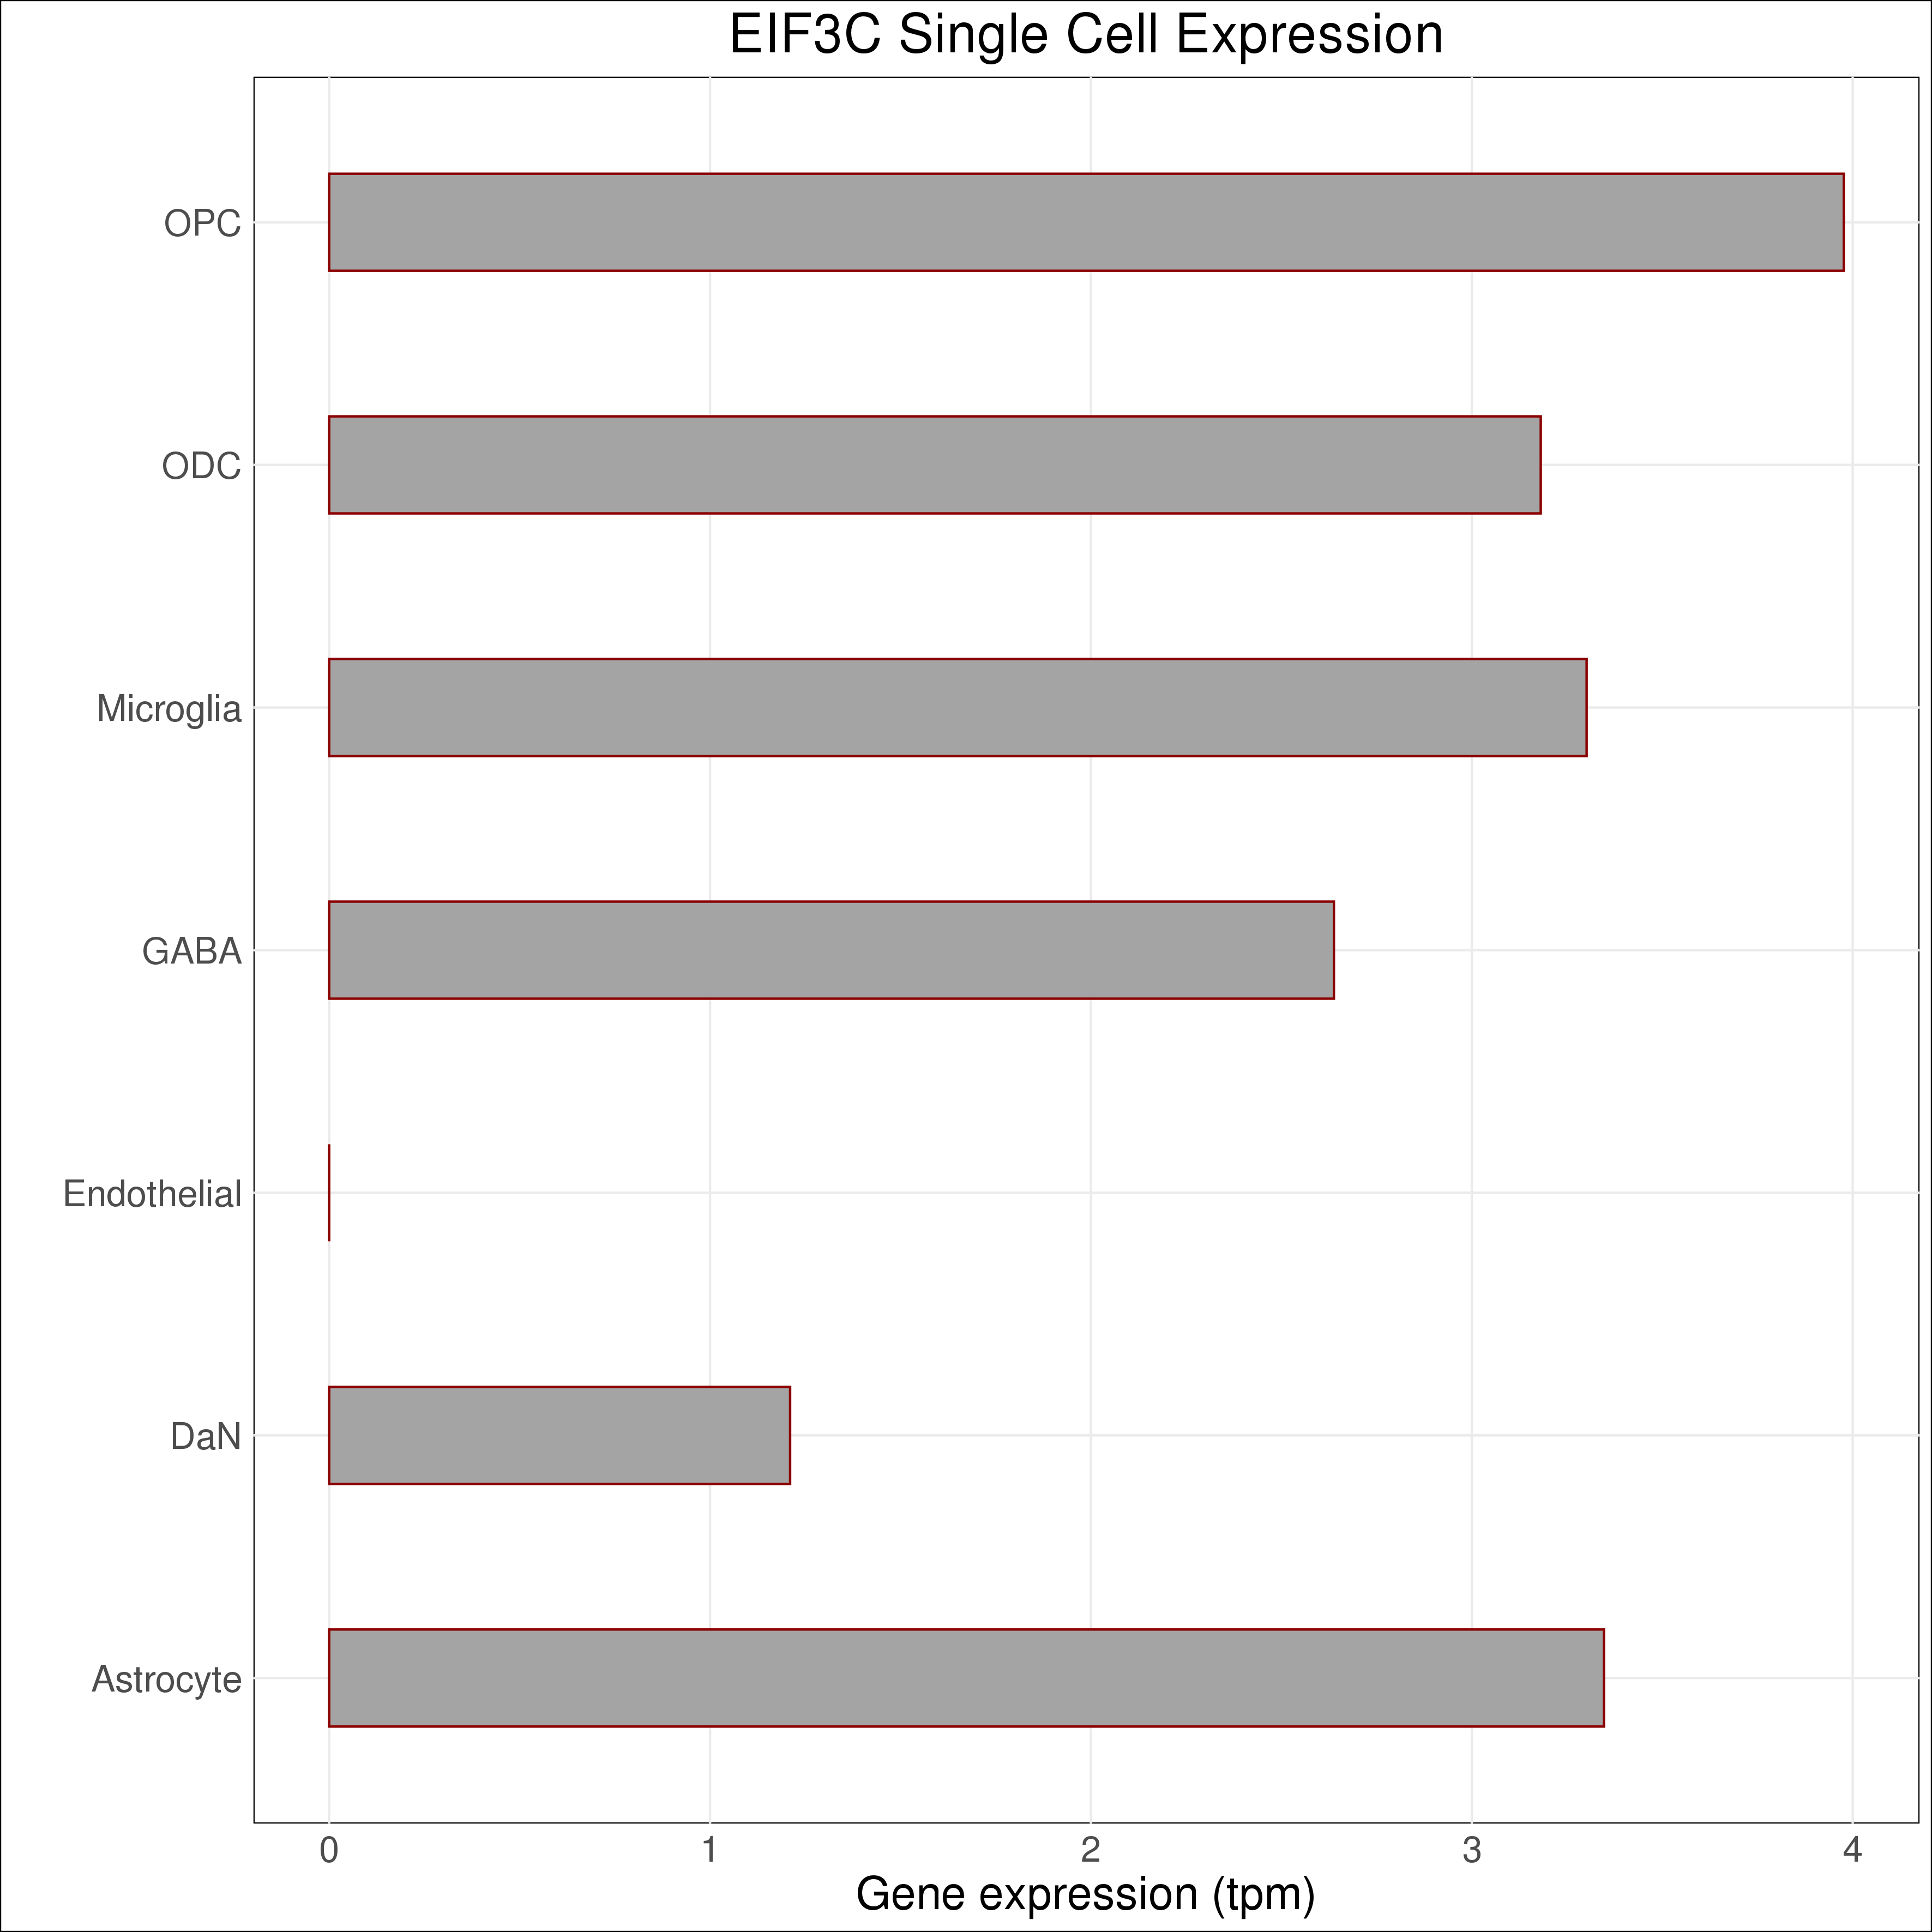 EIF3C Single Cell Expression
OPC
ODC
Microglia
GABA
Endothelial
DaN
Astrocyte
0 1 2 3 4
Gene expression (tpm)